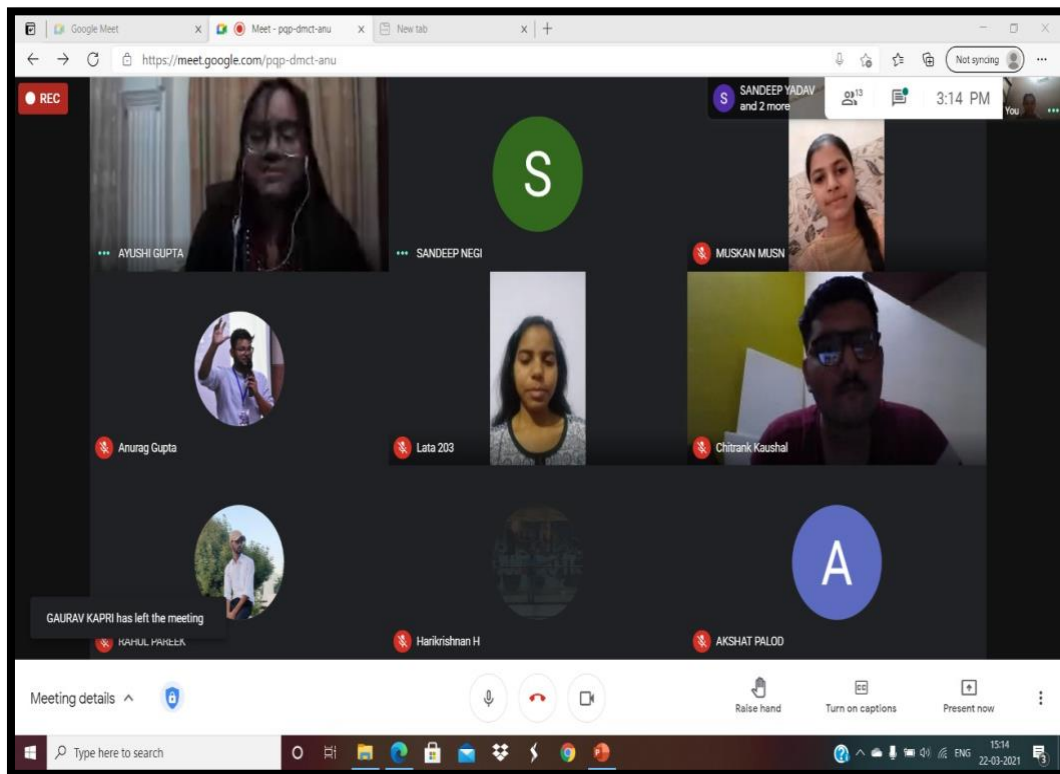 Google Meet
Meet - pqp-dmct-anu
New tab
https://meet.google.com/pqp-dmct-anu
Not syncing
REC
S
SANDEEP YADAV
and 2 more
13
3:14 PM
You
AYUSHI GUPTA
S
SANDEEP NEGI
MUSKAN MUSN
Anurag Gupta
Lata 203
Chitrank Kaushal
GAURAV KAPRI has left the meeting
RAHUL PAREEK
Harikrishnan H
A
AKSHAT PALOD
Meeting details
Raise hand
CC
Turn on captions
Present now
Type here to search
ENG
15:14
22-03-2021
3